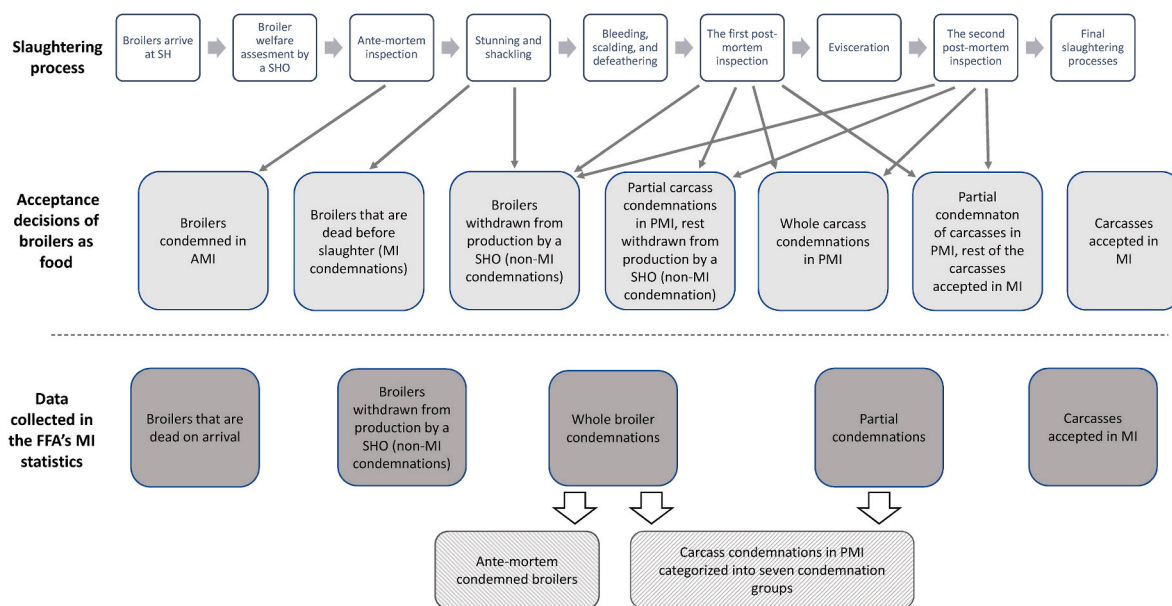 Slaughtering
process
Broilers arrive
at SH
Broiler
welfare
assesment by
a SHO
Ante-mortem
inspection
Stunning and
shackling
Bleeding,
scalding, and
defeathering
The first post-
mortem
inspection
Evisceration
The second
post-mortem
inspection
Final
slaughtering
processes
Acceptance
decisions of
broilers as
food
Broilers
condemned in
AMI
Broilers that are
dead before
slaughter (MI
condemnations)
Broilers
withdrawn from
production by a
SHO (non-MI
condemnations)
Partial carcass
condemnations
in PMI, rest
withdrawn from
production by a
SHO (non-MI
condemnation)
Whole carcass
condemnations
in PMI
Partial
condemnaton
of carcasses in
PMI, rest of the
carcasses
accepted in MI
Carcasses
accepted in
MI
Data
collected in
the FFA's MI
statistics
Broilers that are
dead on arrival
Broilers
withdrawn from
production by a
SHO (non-MI
condemnations)
Whole broiler
condemnations
Partial
condemnations
Carcasses
accepted in MI
Ante-mortem
condemned broilers
Carcass condemnations in PMI
categorized into seven condemnation
groups